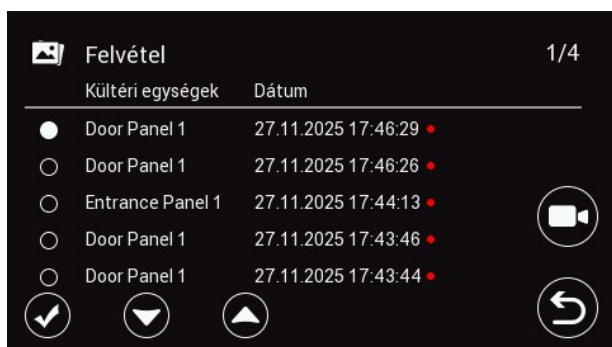 Felvétel 1/4
Kültéri egységek Dátum
Door Panel 1 27.11.2025 17:46:29
Door Panel 1 27.11.2025 17:46:26
Entrance Panel 1 27.11.2025 17:44:13
Door Panel 1 27.11.2025 17:43:46
Door Panel 1 27.11.2025 17:43:44